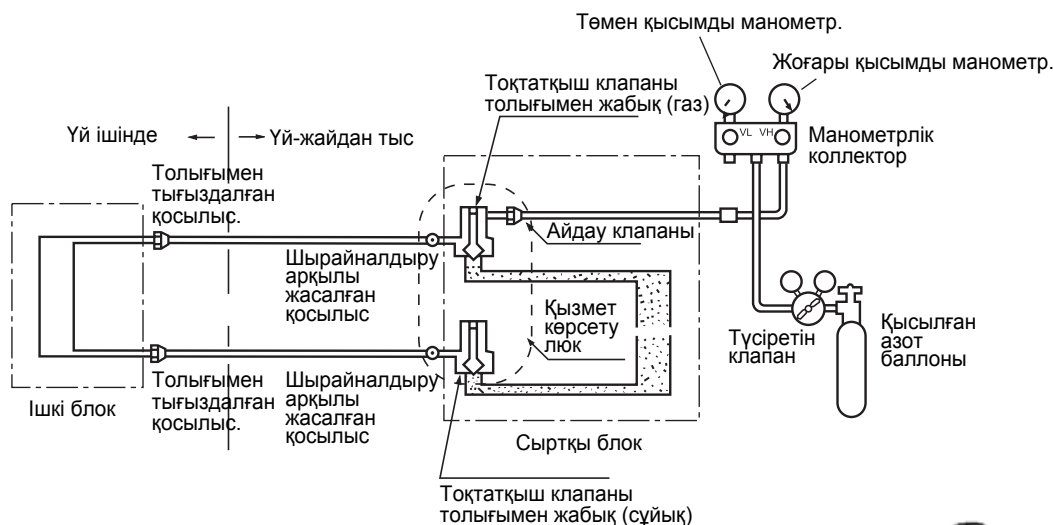 Төмен қысымды манометр.
Жоғары қысымды манометр.
Тоқтатқыш клапаны
толығымен жабық (газ)
VL VH
Манометрлік
коллектор
Үй ішінде
Үй-жайдан тыс
Толығымен
тығыздалған
қосылыс.
Айдау клапаны
Шырайналдыру
арқылы
жасалған
қосылыс
Қызмет
көрсету
люк
Түсіретін
клапан
Қысылған
азот
баллоны
Ішкі блок
Толығымен
тығыздалған
қосылыс.
Шырайналдыру
арқылы
жасалған
қосылыс
Сыртқы блок
Тоқтатқыш клапаны
толығымен жабық (сұйық)